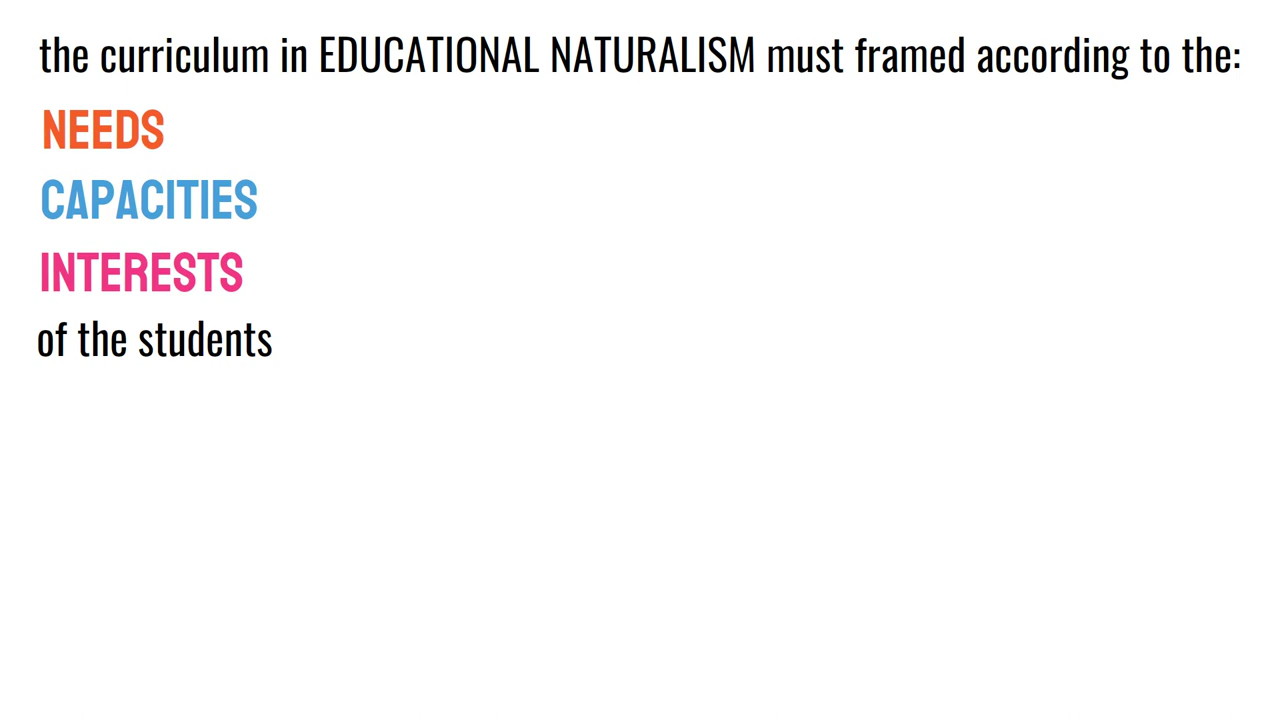 the curriculum in EDUCATIONAL NATURALISM must framed according to the:
NEEDS
CAPACITIES
INTERESTS
of the students